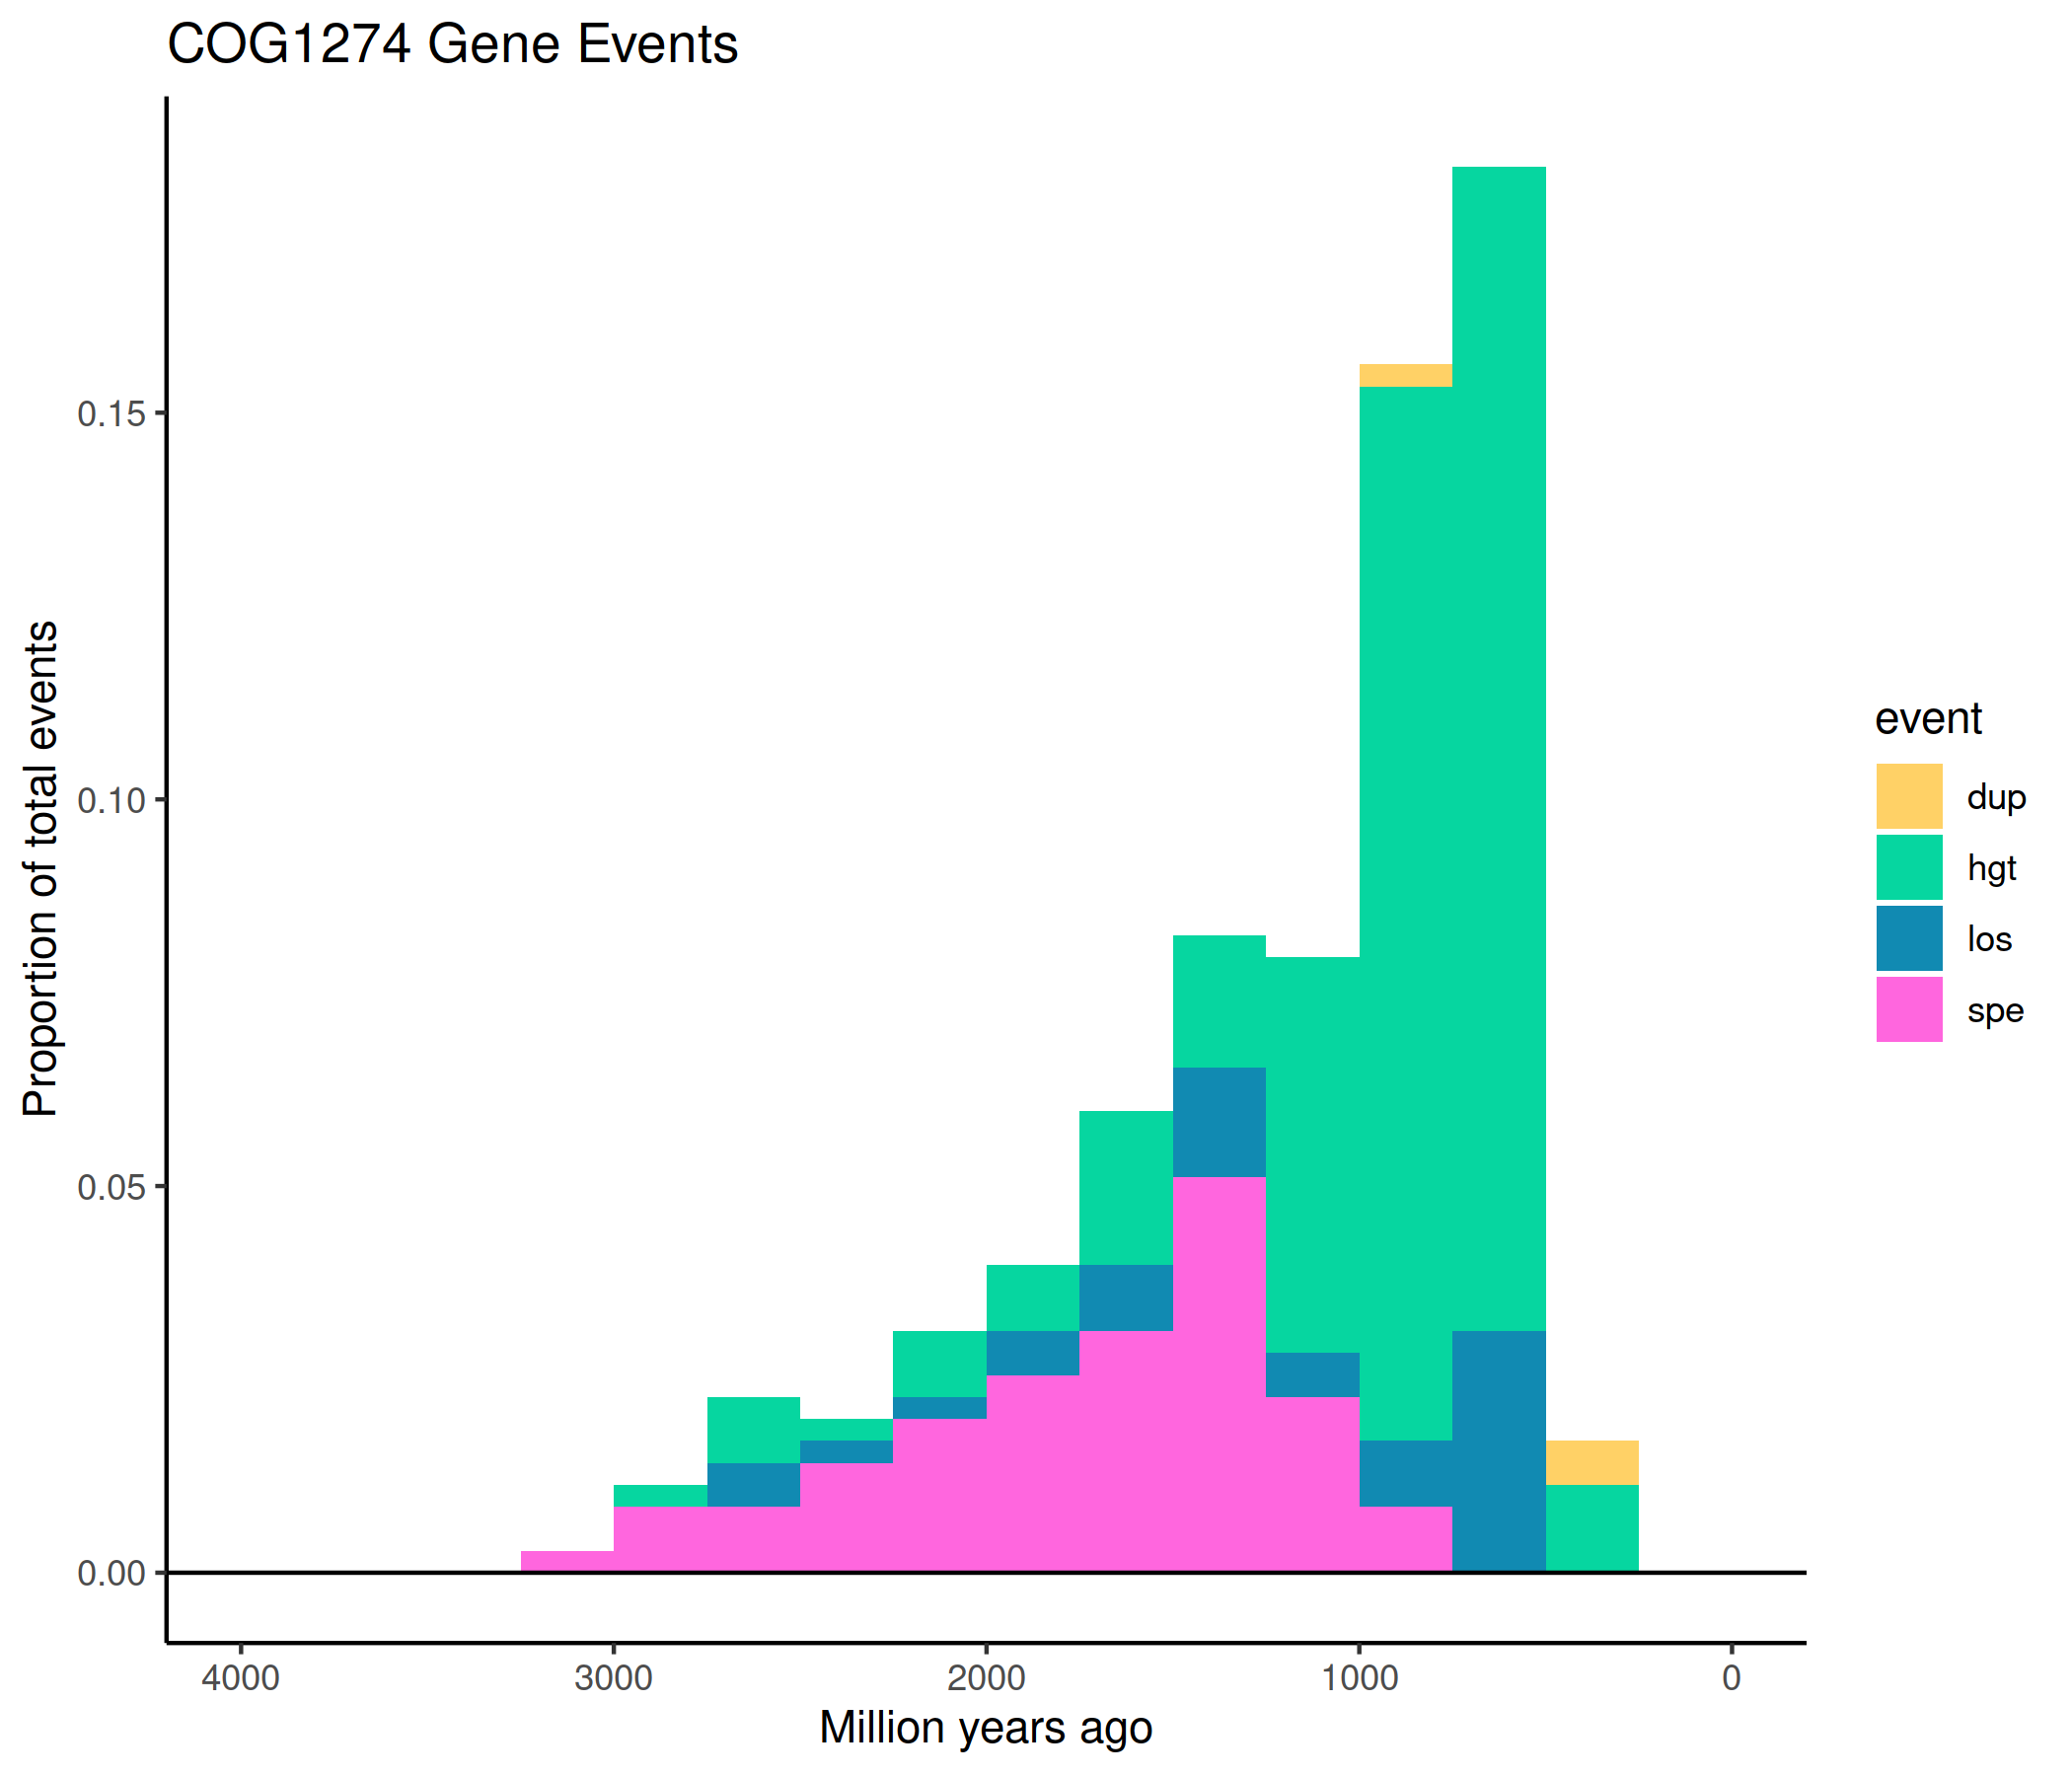 COG1274 Gene Events
Proportion of total events
0.15
0.10
0.05
0.00
4000 3000 2000 1000 0
Million years ago
event
dup
hgt
los
spe